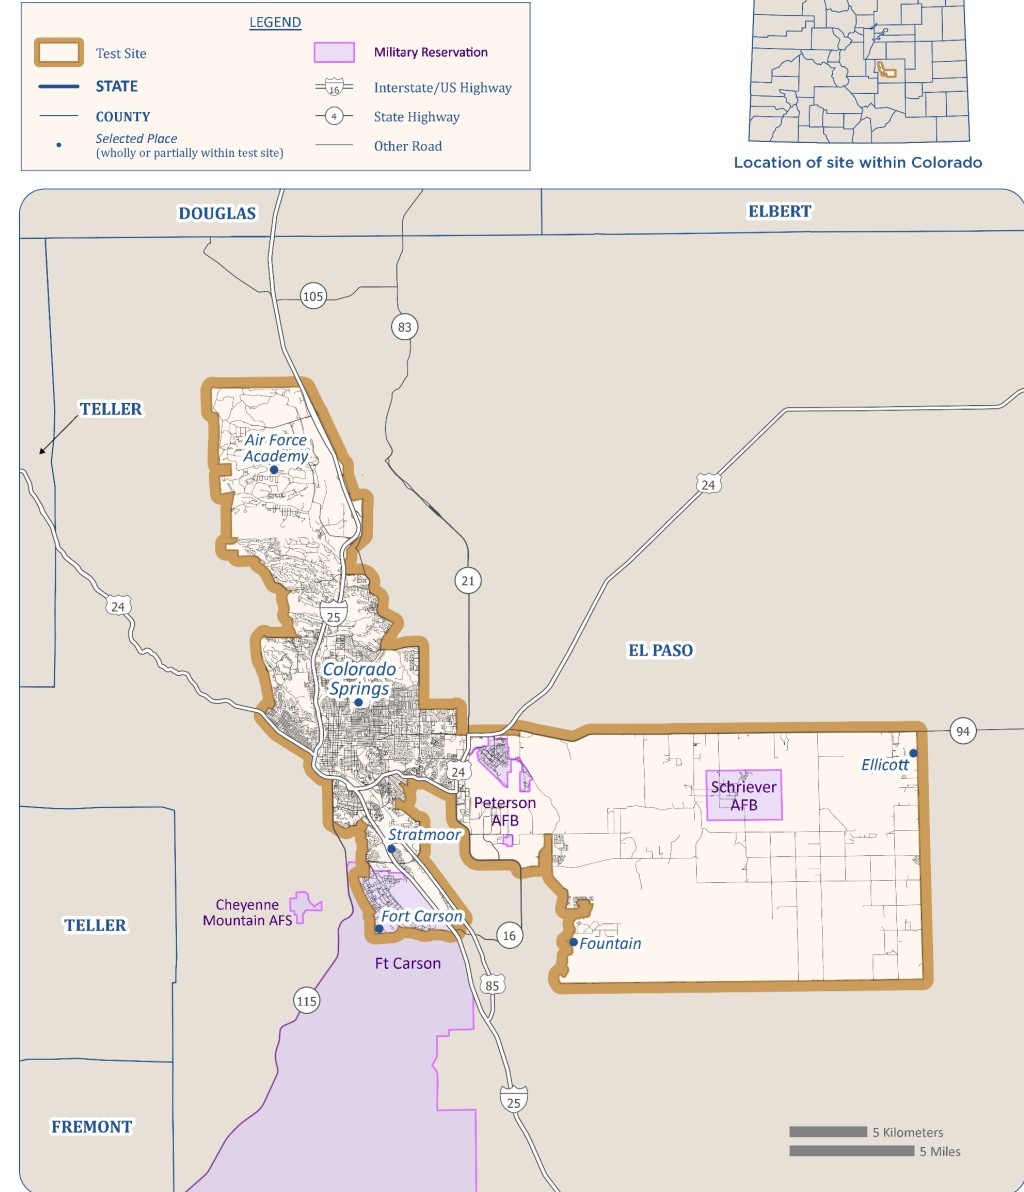 LEGEND
Test Site
Military Reservation
STATE
16
Interstate/US Highway
COUNTY
4
State Highway
Selected Place
(wholly or partially within test site)
Other Road
Location of site within Colorado
DOUGLAS
ELBERT
105
83
TELLER
Air Force
Academy
24
21
24
25
EL PASO
Colorado
Springs
94
Ellicott
24
Schriever
AFB
Peterson
AFB
Stratmoor
Cheyenne
Mountain AFS
Fort Carson
TELLER
16
Fountain
Ft Carson
85
115
25
FREMONT
5 Kilometers
5 Miles